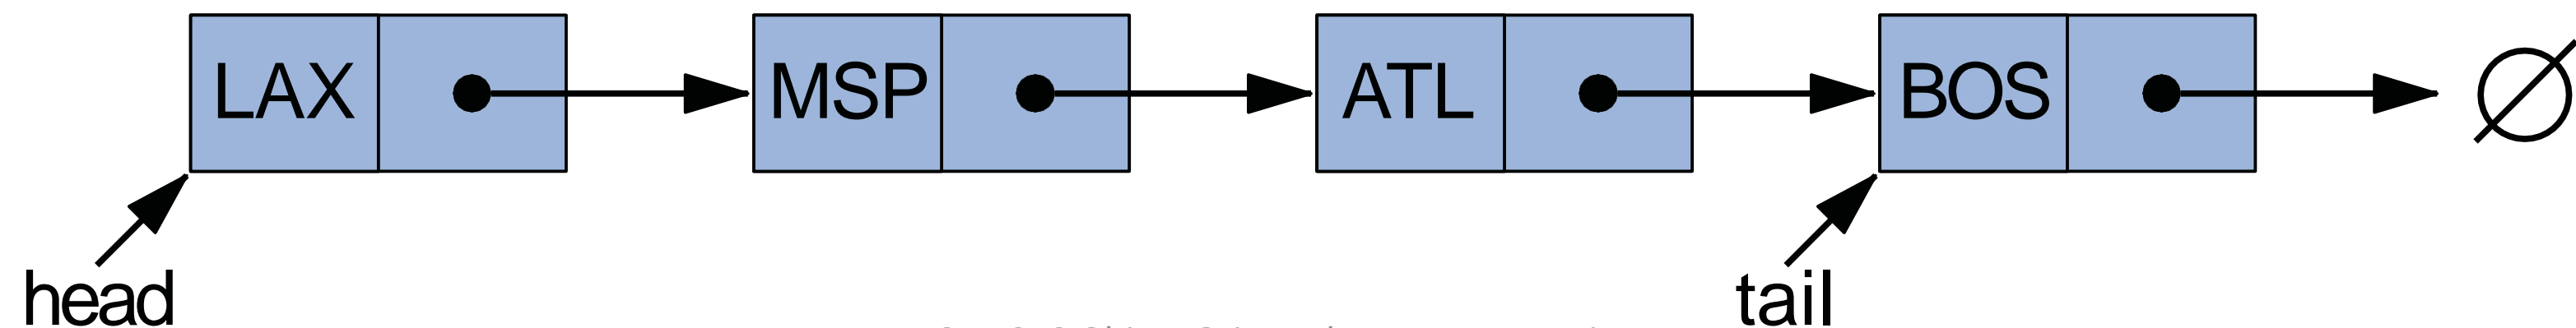 LAX MSP ATL BOS ∅
head tail